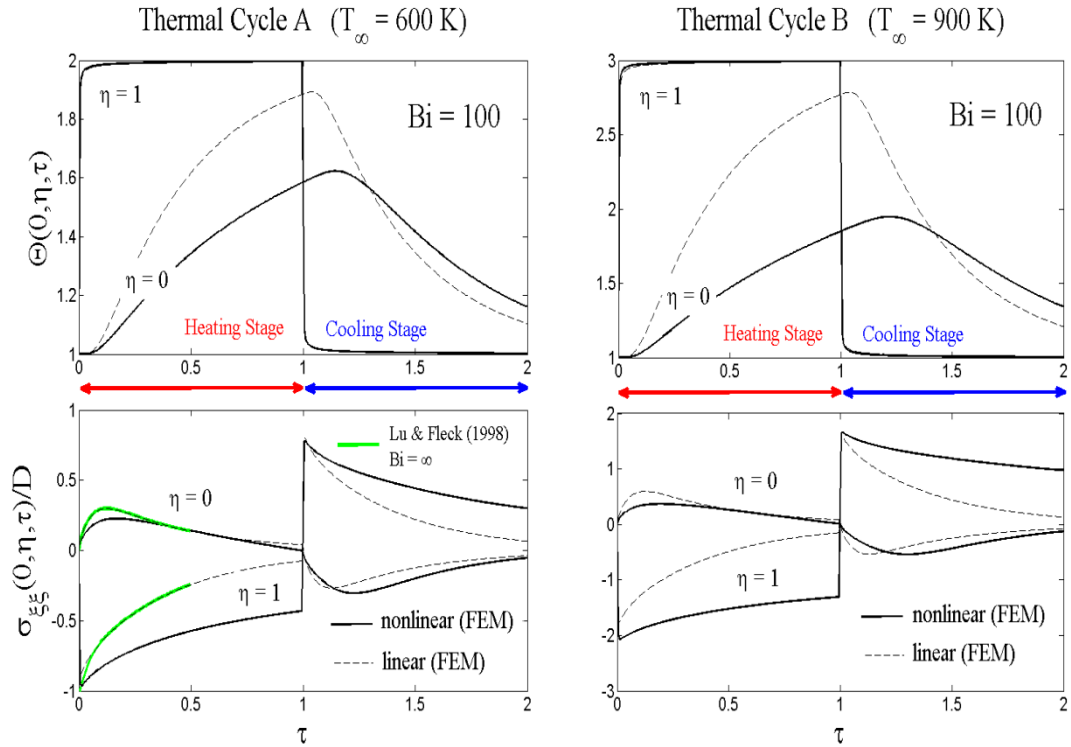 Thermal Cycle A (T∞ = 600 K)
Thermal Cycle B (T∞ = 900 K)
Θ(0,η,τ)
2
1.8
1.6
1.4
1.2
1
η = 1
Bi = 100
η = 0
Heating Stage
Cooling Stage
0
0.5
1
1.5
2
3
2.5
2
1.5
1
η = 1
Bi = 100
η = 0
Heating Stage
Cooling Stage
0
0.5
1
1.5
2
σξξ(0,η,τ)/D
1
0.5
0
-0.5
-1
Lu & Fleck (1998)
Bi = ∞
η = 0
η = 1
nonlinear (FEM)
linear (FEM)
0
0.5
1
1.5
2
τ
2
1
0
-1
-2
-3
η = 0
η = 1
nonlinear (FEM)
linear (FEM)
0
0.5
1
1.5
2
τ